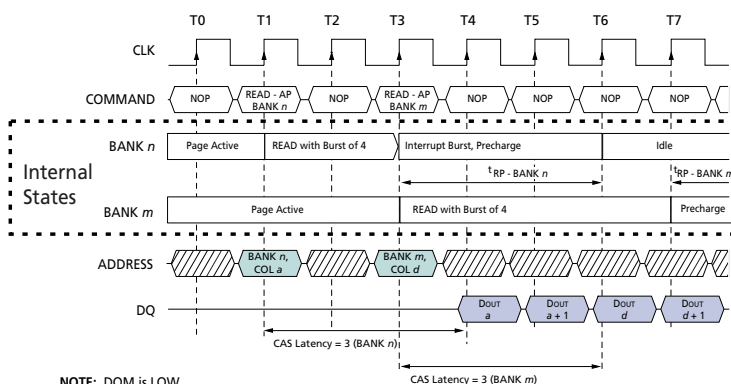 T0 T1 T2 T3 T4 T5 T6 T7
CLK
COMMAND NOP READ - AP BANK n NOP READ - AP BANK m NOP NOP NOP NOP
Internal States
BANK n Page Active READ with Burst of 4 Interrupt Burst, Precharge Idle
tRP - BANK n tRP - BANK m
BANK m Page Active READ with Burst of 4 Precharge
ADDRESS BANK n, COL a BANK m, COL d
DQ DOUT a DOUT a + 1 DOUT d DOUT d + 1
CAS Latency = 3 (BANK n)
CAS Latency = 3 (BANK m)
NOTE: DQM is LOW